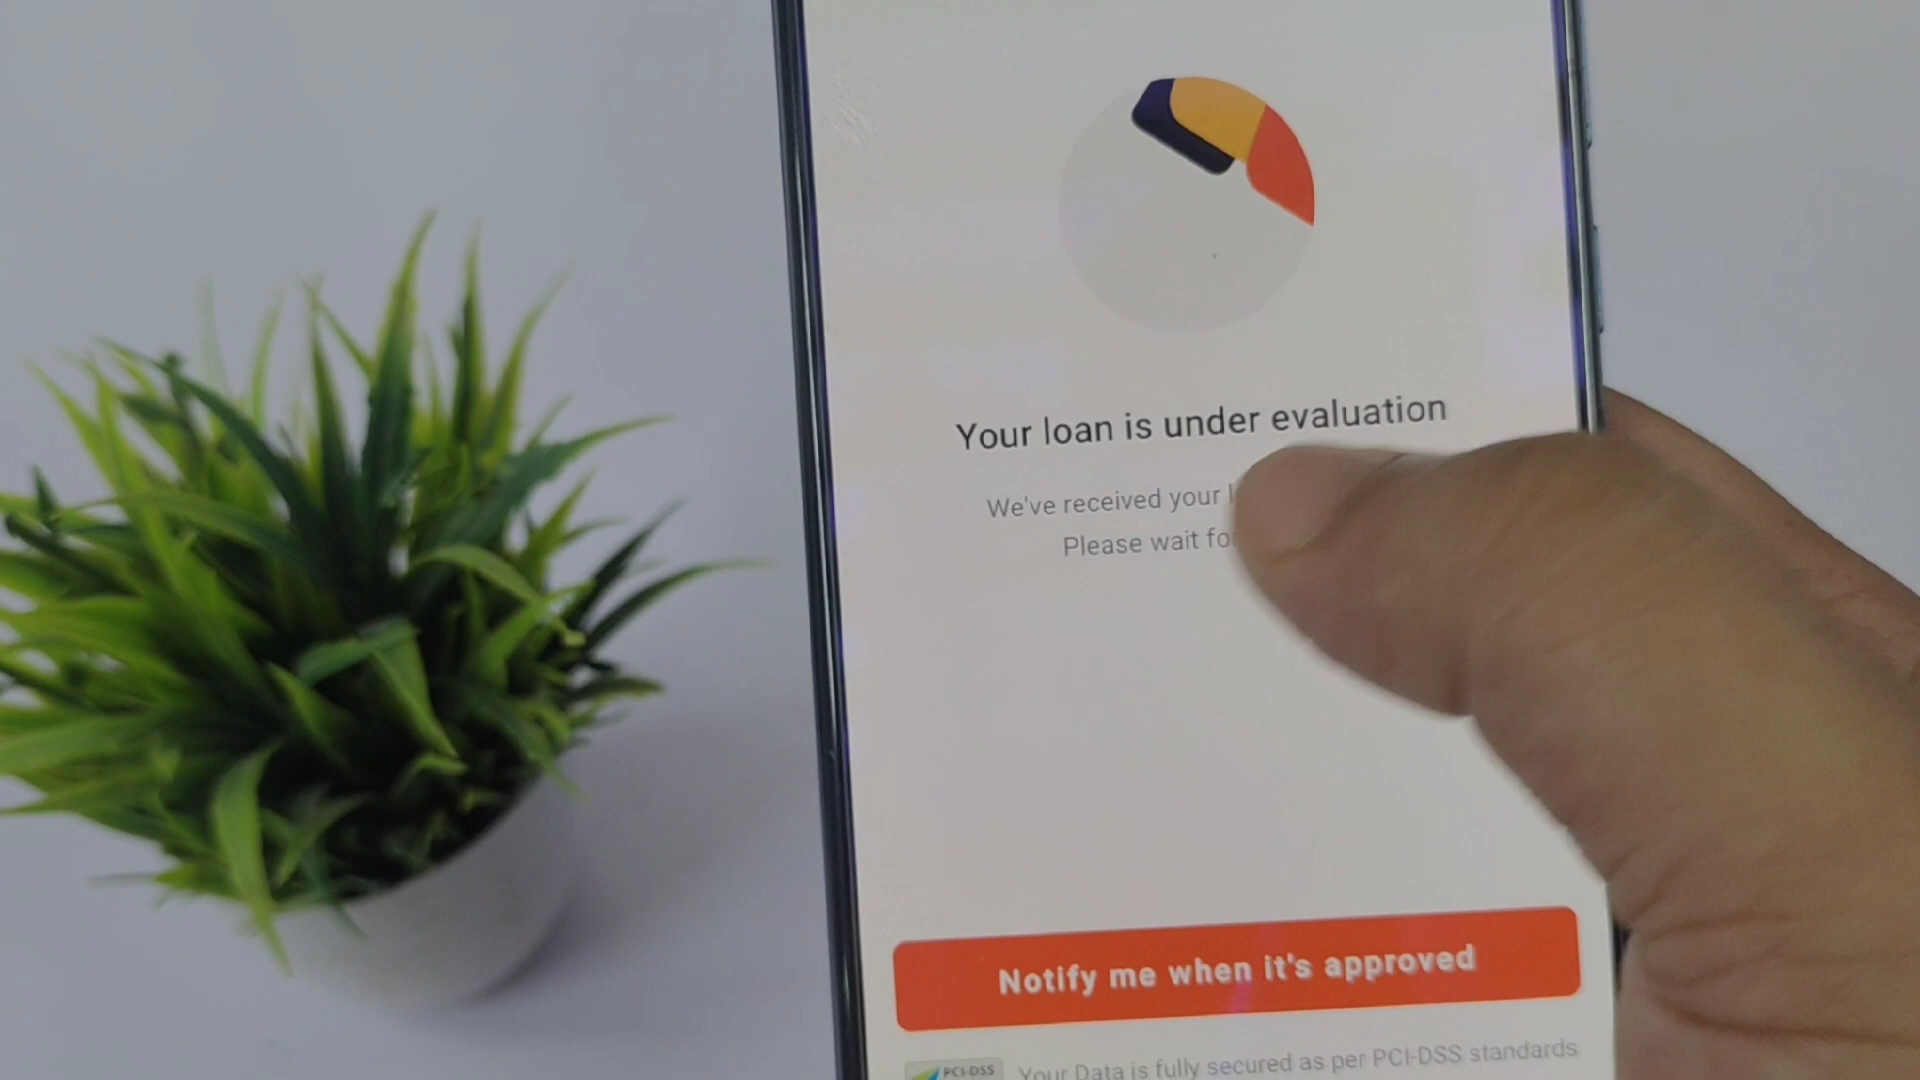 Your loan is under evaluation
We've received your
Please wait
Notify me when it's approved
PCI-DSS Your Data is fully secured as per PCI-DSS standards